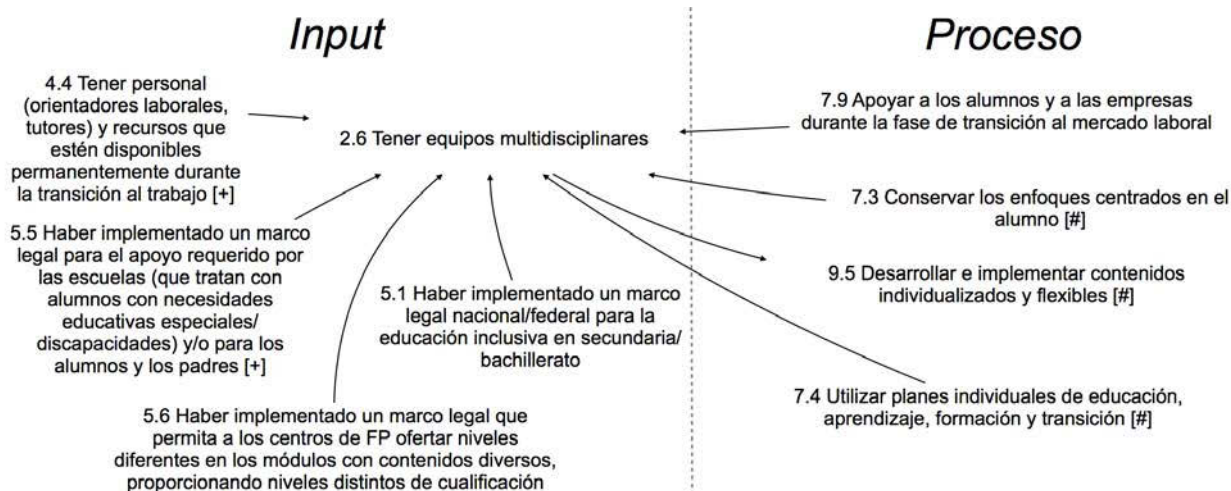 Input
Proceso
4.4 Tener personal
(orientadores laborales,
tutores) y recursos que
estén disponibles
permanentemente durante
la transición al trabajo [+]
2.6 Tener equipos multidisciplinares
7.9 Apoyar a los alumnos y a las empresas
durante la fase de transición al mercado laboral
7.3 Conservar los enfoques centrados en el
alumno [#]
5.5 Haber implementado un marco
legal para el apoyo requerido por
las escuelas (que tratan con
alumnos con necesidades
educativas especiales/
discapacidades) y/o para los
alumnos y los padres [+]
5.1 Haber implementado un marco
legal nacional/federal para la
educación inclusiva en secundaria/
bachillerato
9.5 Desarrollar e implementar contenidos
individualizados y flexibles [#]
7.4 Utilizar planes individuales de educación,
aprendizaje, formación y transición [#]
5.6 Haber implementado un marco legal que
permita a los centros de FP ofertar niveles
diferentes en los módulos con contenidos diversos,
proporcionando niveles distintos de cualificación